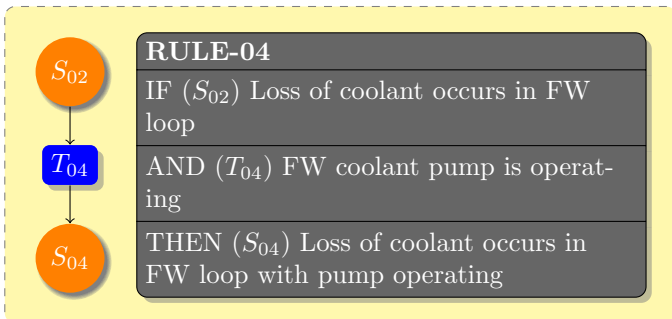 S02
T04
S04
RULE-04
IF (S02) Loss of coolant occurs in FW
loop
AND (T04) FW coolant pump is operat-
ing
THEN (S04) Loss of coolant occurs in
FW loop with pump operating